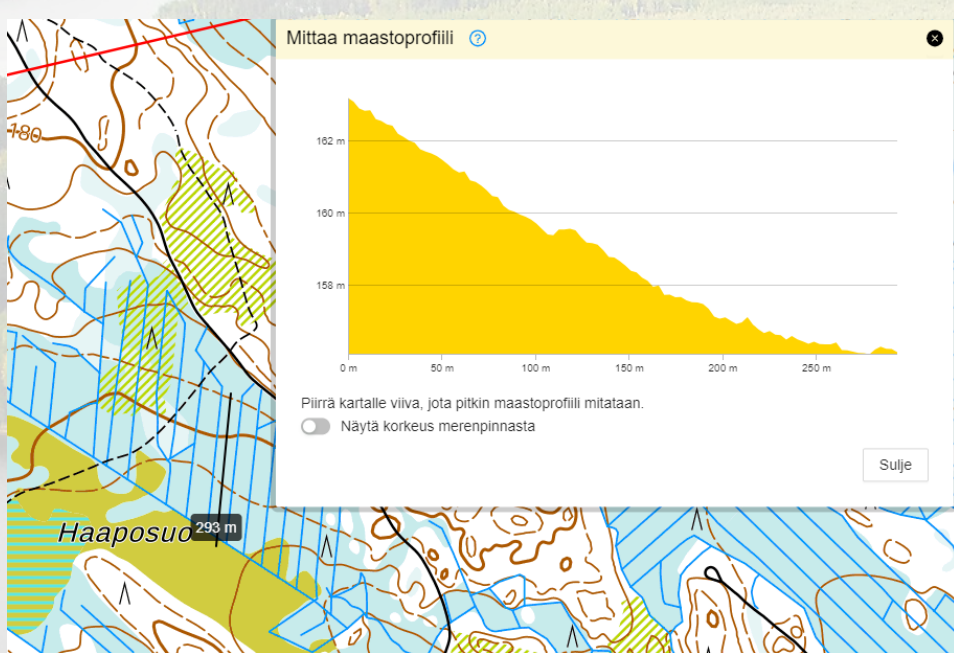 Mittaa maastoprofiili
180
162 m
160 m
158 m
0 m 50 m 100 m 150 m 200 m 250 m
Piirrä kartalle viiva, jota pitkin maastoprofiili mitataan.
Näytä korkeus merenpinnasta
Sulje
Haaposuo
293 m